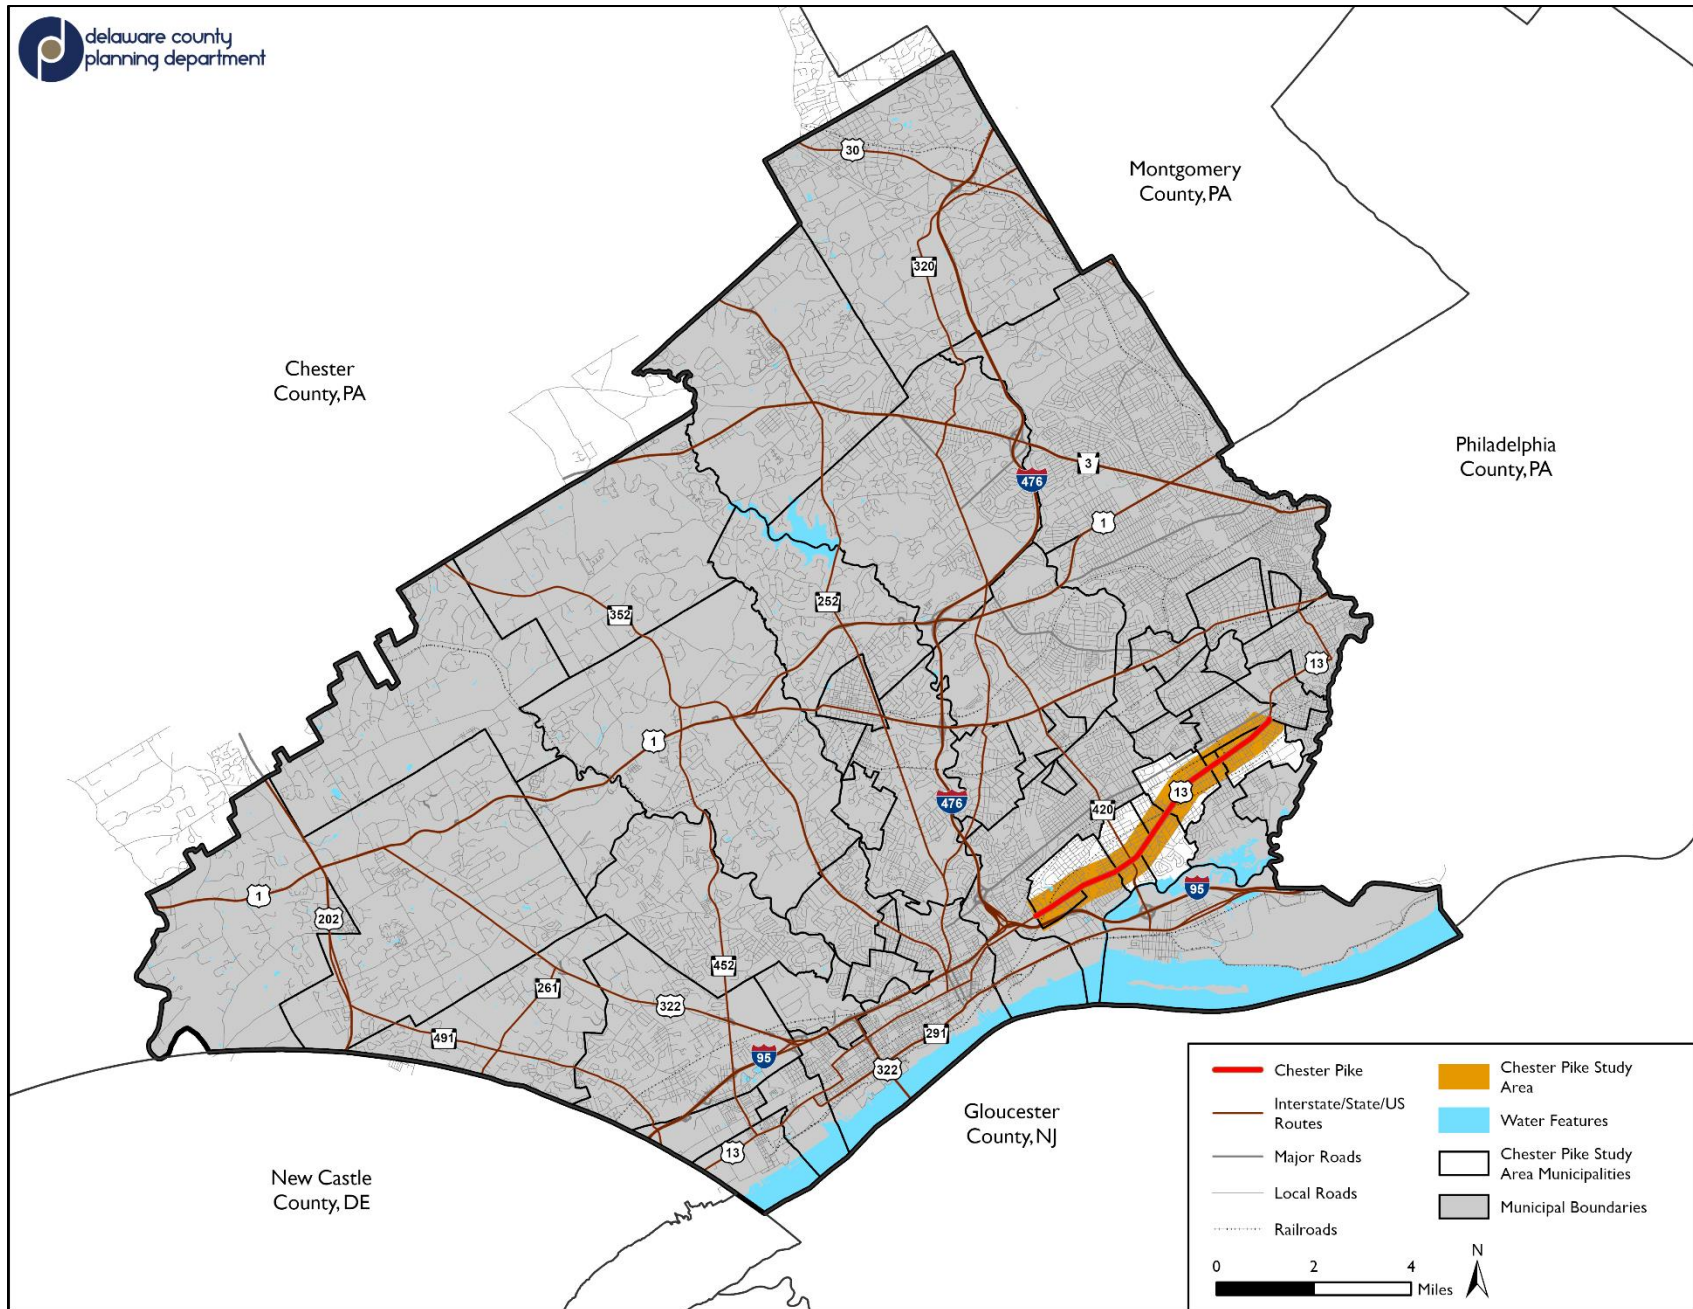 delaware county
planning department
30
Montgomery
County, PA
320
Chester
County, PA
Philadelphia
County, PA
3
476
1
252
352
13
1
13
476
420
95
1
202
452
261
322
491
291
95
322
13
Gloucester
County, NJ
New Castle
County, DE
Chester Pike
Interstate/State/US
Routes
Major Roads
Local Roads
Railroads
Chester Pike Study
Area
Water Features
Chester Pike Study
Area Municipalities
Municipal Boundaries
0 2 4
Miles
N